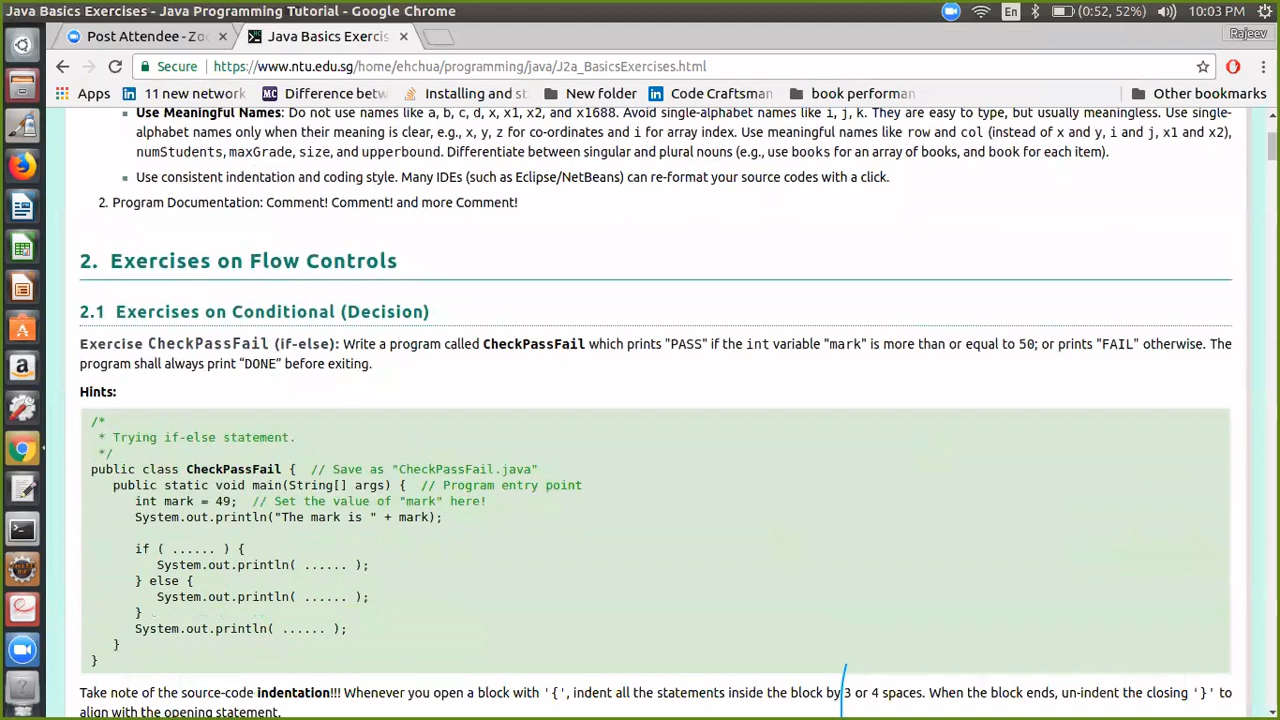 Java Basics Exercises - Java Programming Tutorial - Google Chrome
En (0:52, 52%) 10:03 PM
Post Attendee - Zoo × Java Basics Exercis × Rajeev
Secure https://www.ntu.edu.sg/home/ehchua/programming/java/J2a_BasicsExercises.html
Apps 11 new network Difference betw Installing and st New folder Code Craftsm book performan Other bookmarks
Use Meaningful Names: Do not use names like a, b, c, d, x, x1, x2, and x1688. Avoid single-alphabet names like i, j, k. They are easy to type, but usually meaningless. Use single-
alphabet names only when their meaning is clear, e.g., x, y, z for co-ordinates and i for array index. Use meaningful names like row and col (instead of x and y, i and j, x1 and x2),
numStudents, maxGrade, size, and upperbound. Differentiate between singular and plural nouns (e.g., use books for an array of books, and book for each item).
Use consistent indentation and coding style. Many IDEs (such as Eclipse/NetBeans) can re-format your source codes with a click.
2. Program Documentation: Comment! Comment! and more Comment!
2. Exercises on Flow Controls
2.1 Exercises on Conditional (Decision)
Exercise CheckPassFail (if-else): Write a program called CheckPassFail which prints "PASS" if the int variable "mark" is more than or equal to 50; or prints "FAIL" otherwise. The
program shall always print “DONE” before exiting.
Hints:
/*
* Trying if-else statement.
*/
public class CheckPassFail { // Save as "CheckPassFail.java"
public static void main(String[] args) { // Program entry point
int mark = 49; // Set the value of "mark" here!
System.out.println("The mark is " + mark);
if ( ...... ) {
System.out.println( ...... );
} else {
System.out.println( ...... );
}
System.out.println( ...... );
}
}
Take note of the source-code indentation!!! Whenever you open a block with '{', indent all the statements inside the block by 3 or 4 spaces. When the block ends, un-indent the closing '}' to
align with the opening statement.